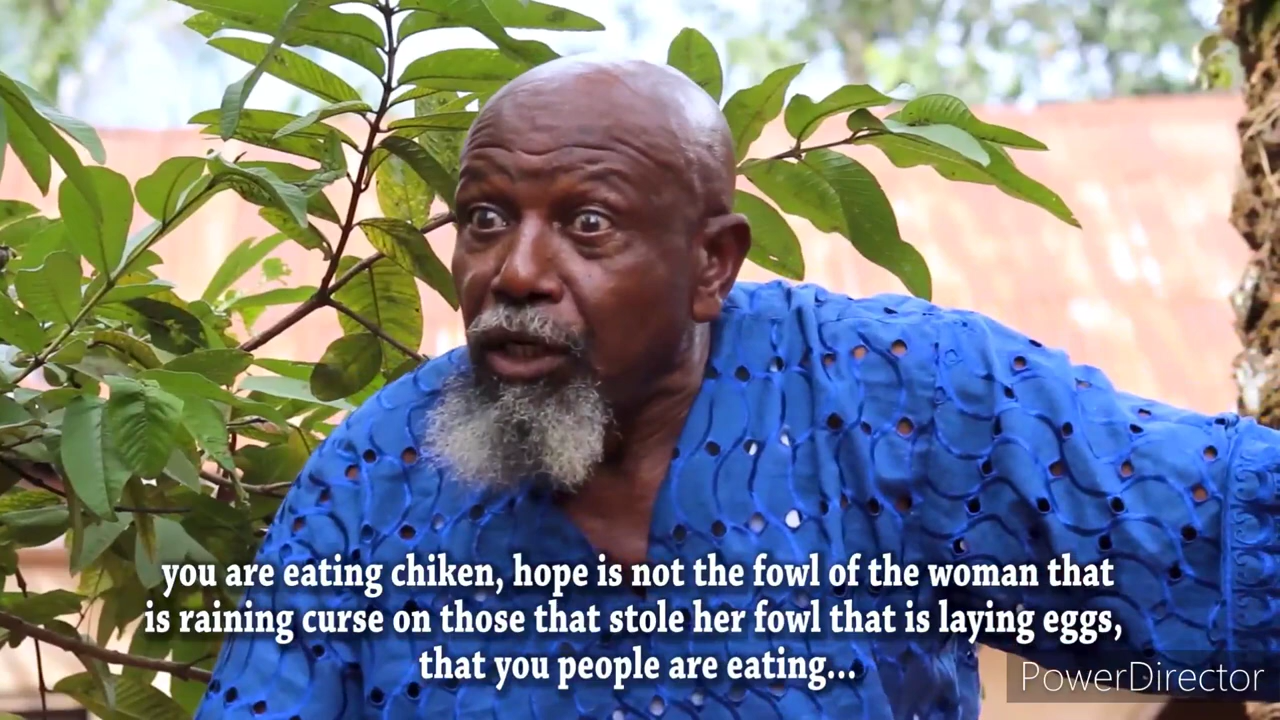 you are eating chiken, hope is not the fowl of the woman that
is raining curse on those that stole her fowl that is laying eggs,
that you people are eating...
PowerDirector